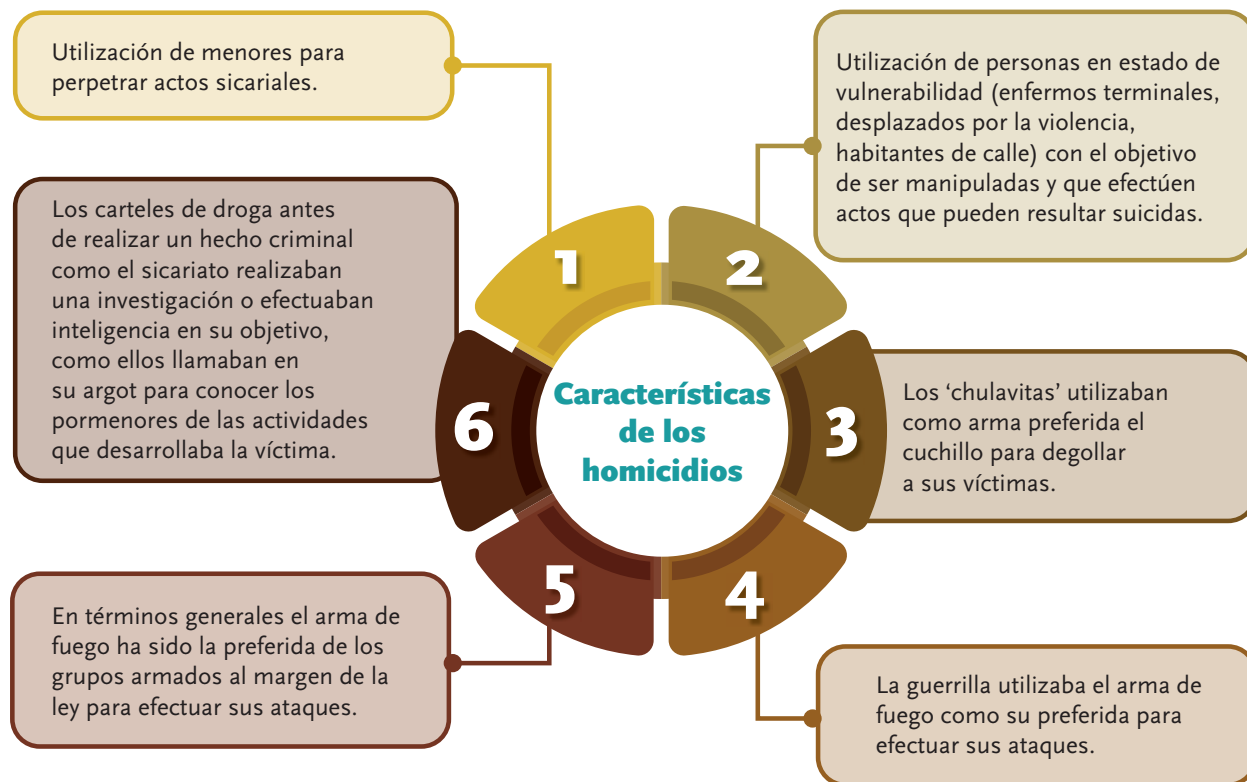 Utilización de menores para
perpetrar actos sicariales.
1
Utilización de personas en estado de
vulnerabilidad (enfermos terminales,
desplazados por la violencia,
habitantes de calle) con el objetivo
de ser manipuladas y que efectúen
actos que pueden resultar suicidas.
2
Los ‘chulavitas’ utilizaban
como arma preferida el
cuchillo para degollar
a sus víctimas.
3
La guerrilla utilizaba el arma de
fuego como su preferida para
efectuar sus ataques.
4
En términos generales el arma de
fuego ha sido la preferida de los
grupos armados al margen de la
ley para efectuar sus ataques.
5
Los carteles de droga antes
de realizar un hecho criminal
como el sicariato realizaban
una investigación o efectuaban
inteligencia en su objetivo,
como ellos llamaban en
su argot para conocer los
pormenores de las actividades
que desarrollaba la víctima.
6
Características
de los
homicidios